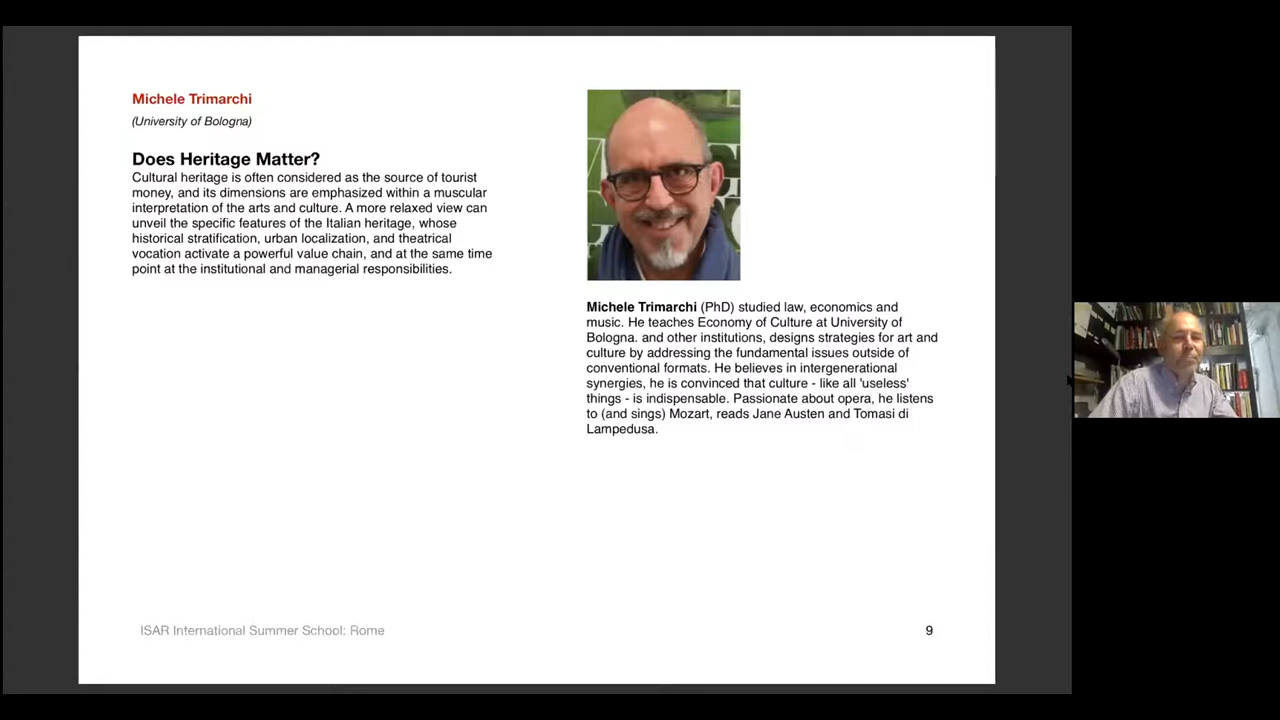 Michele Trimarchi
(University of Bologna)
Does Heritage Matter?
Cultural heritage is often considered as the source of tourist
money, and its dimensions are emphasized within a muscular
interpretation of the arts and culture. A more relaxed view can
unveil the specific features of the Italian heritage, whose
historical stratification, urban localization, and theatrical
vocation activate a powerful value chain, and at the same time
point at the institutional and managerial responsibilities.
Michele Trimarchi (PhD) studied law, economics and
music. He teaches Economy of Culture at University of
Bologna. and other institutions, designs strategies for art and
culture by addressing the fundamental issues outside of
conventional formats. He believes in intergenerational
synergies, he is convinced that culture - like all 'useless'
things - is indispensable. Passionate about opera, he listens
to (and sings) Mozart, reads Jane Austen and Tomasi di
Lampedusa.
ISAR International Summer School: Rome
9